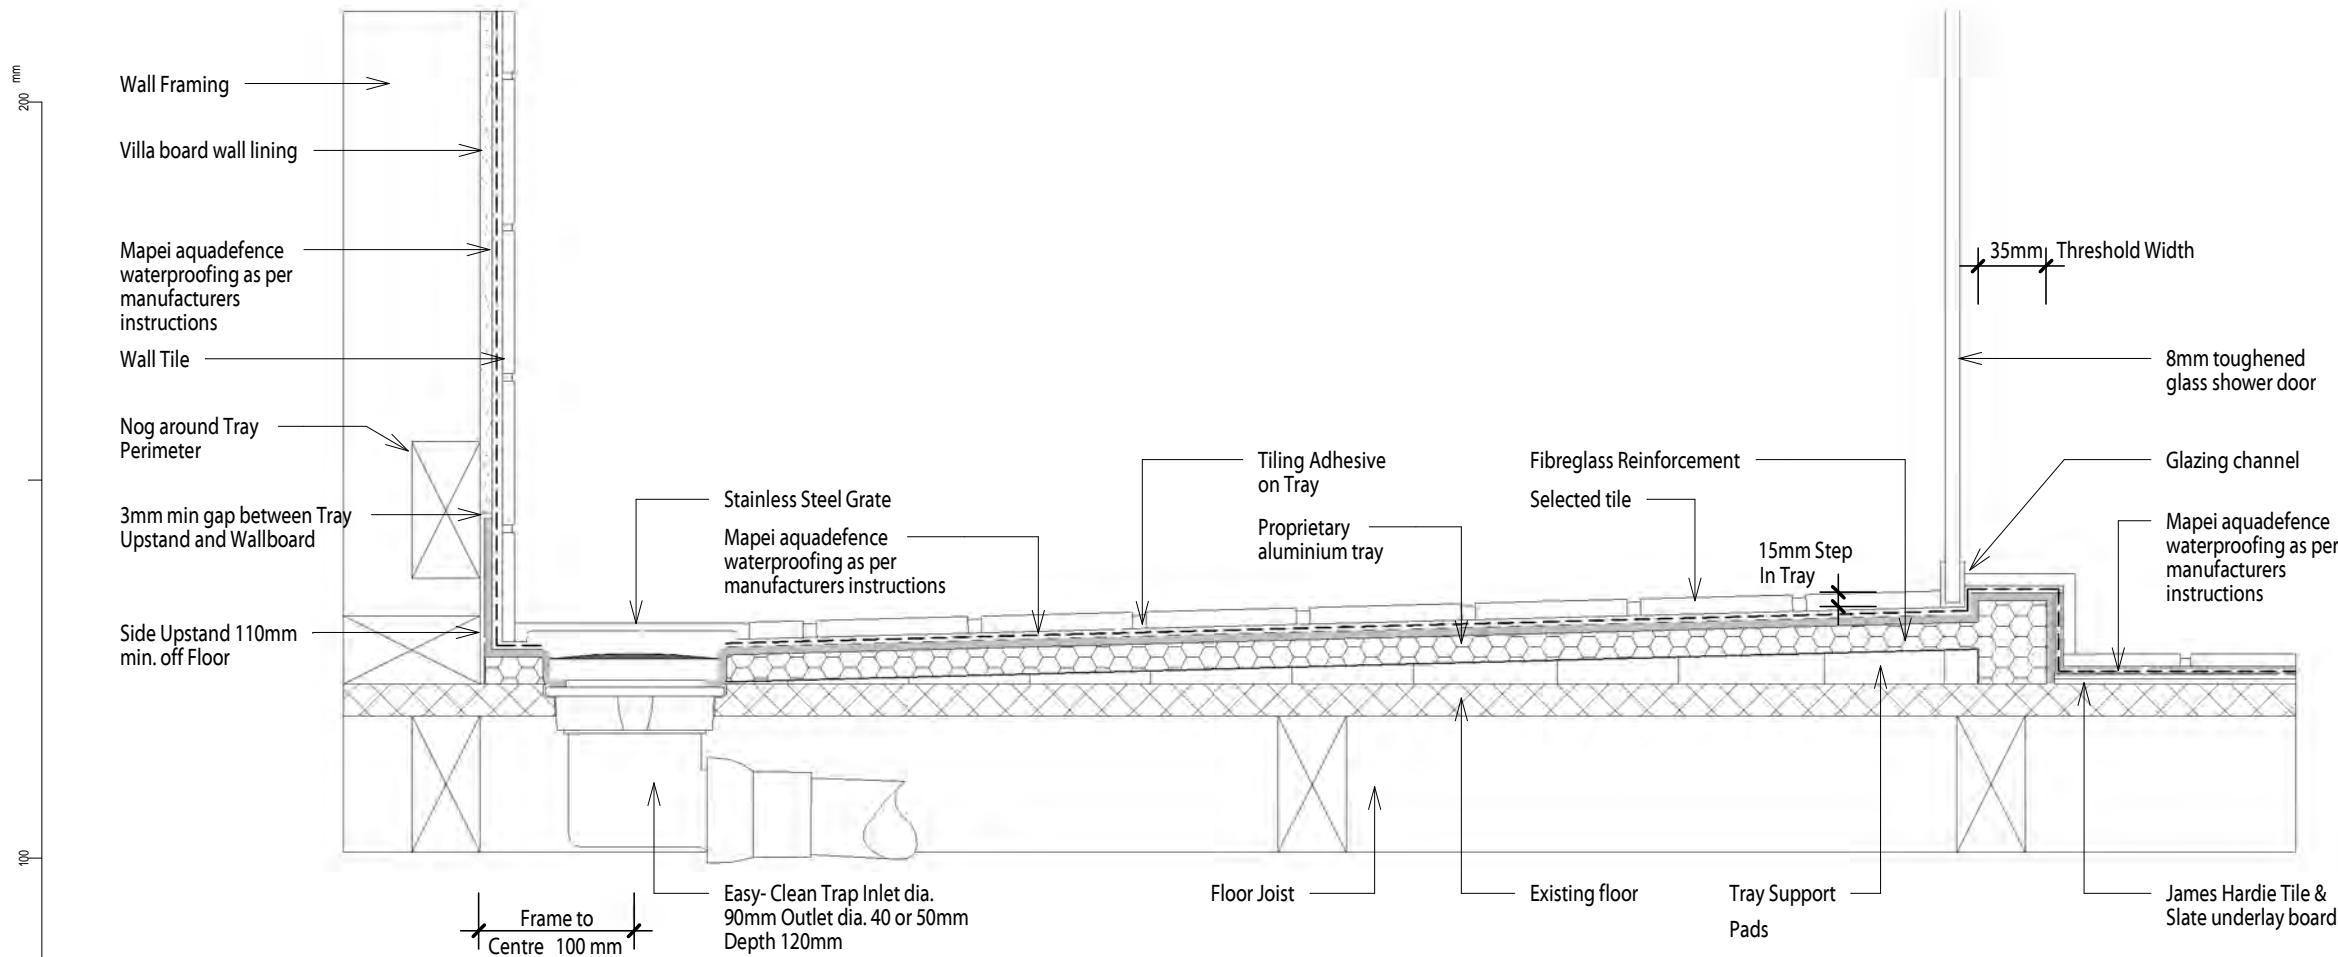 mm
200
100
Wall Framing
Villa board wall lining
Mapei aquadefence
waterproofing as per
manufacturers
instructions
Wall Tile
Nog around Tray
Perimeter
3mm min gap between Tray
Upstand and Wallboard
Side Upstand 110mm
min. off Floor
Stainless Steel Grate
Mapei aquadefence
waterproofing as per
manufacturers instructions
Tiling Adhesive
on Tray
Proprietary
aluminium tray
Fibreglass Reinforcement
Selected tile
15mm Step
In Tray
35mm Threshold Width
8mm toughened
glass shower door
Glazing channel
Mapei aquadefence
waterproofing as per
manufacturers
instructions
Frame to
Centre 100 mm
Easy- Clean Trap Inlet dia.
90mm Outlet dia. 40 or 50mm
Depth 120mm
Floor Joist
Existing floor
Tray Support
Pads
James Hardie Tile &
Slate underlay board